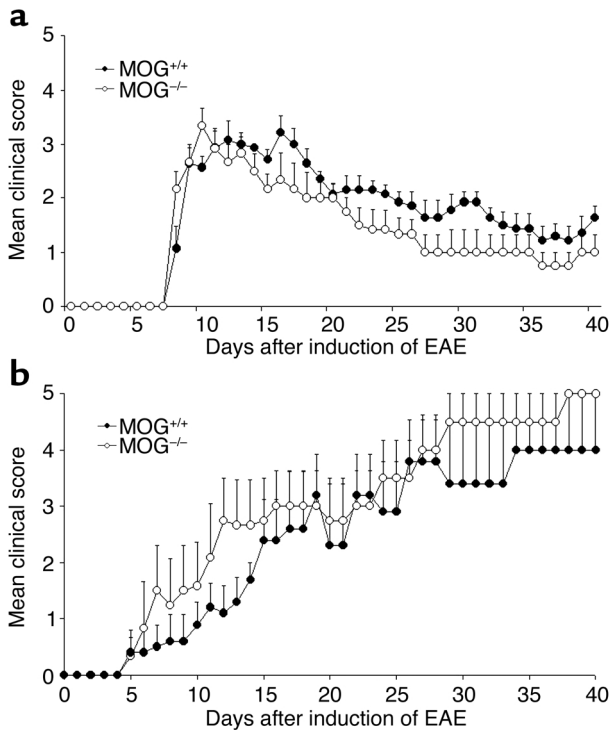 a
5
4
3
2
1
0
Mean clinical score
MOG+/+
MOG−/−
0 5 10 15 20 25 30 35 40
Days after induction of EAE
b
5
4
3
2
1
0
Mean clinical score
MOG+/+
MOG−/−
0 5 10 15 20 25 30 35 40
Days after induction of EAE